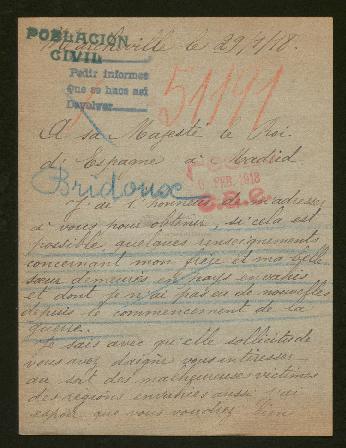 POBLACIÓN
CIVIL
Pedir informes
Que se hace así
Devolver
le 29/1/18.
51141
A sa Majesté le Roi
d'Espagne à Madrid
FEB. 1918
Bridoux
J'ai l'honneur de m'adresser
à vous pour obtenir, si cela est
possible, quelques renseignements
concernant mon frère et ma belle-
sœur demeurés en pays envahis
et dont je n'ai pas eu de nouvelles
depuis le commencement de la
guerre.
Je sais avec qu'elle sollicitude
vous avez daigné vous intéresser
au sort des malheureuses victimes
des régions envahies aussi j'ai
espoir que vous voudrez bien